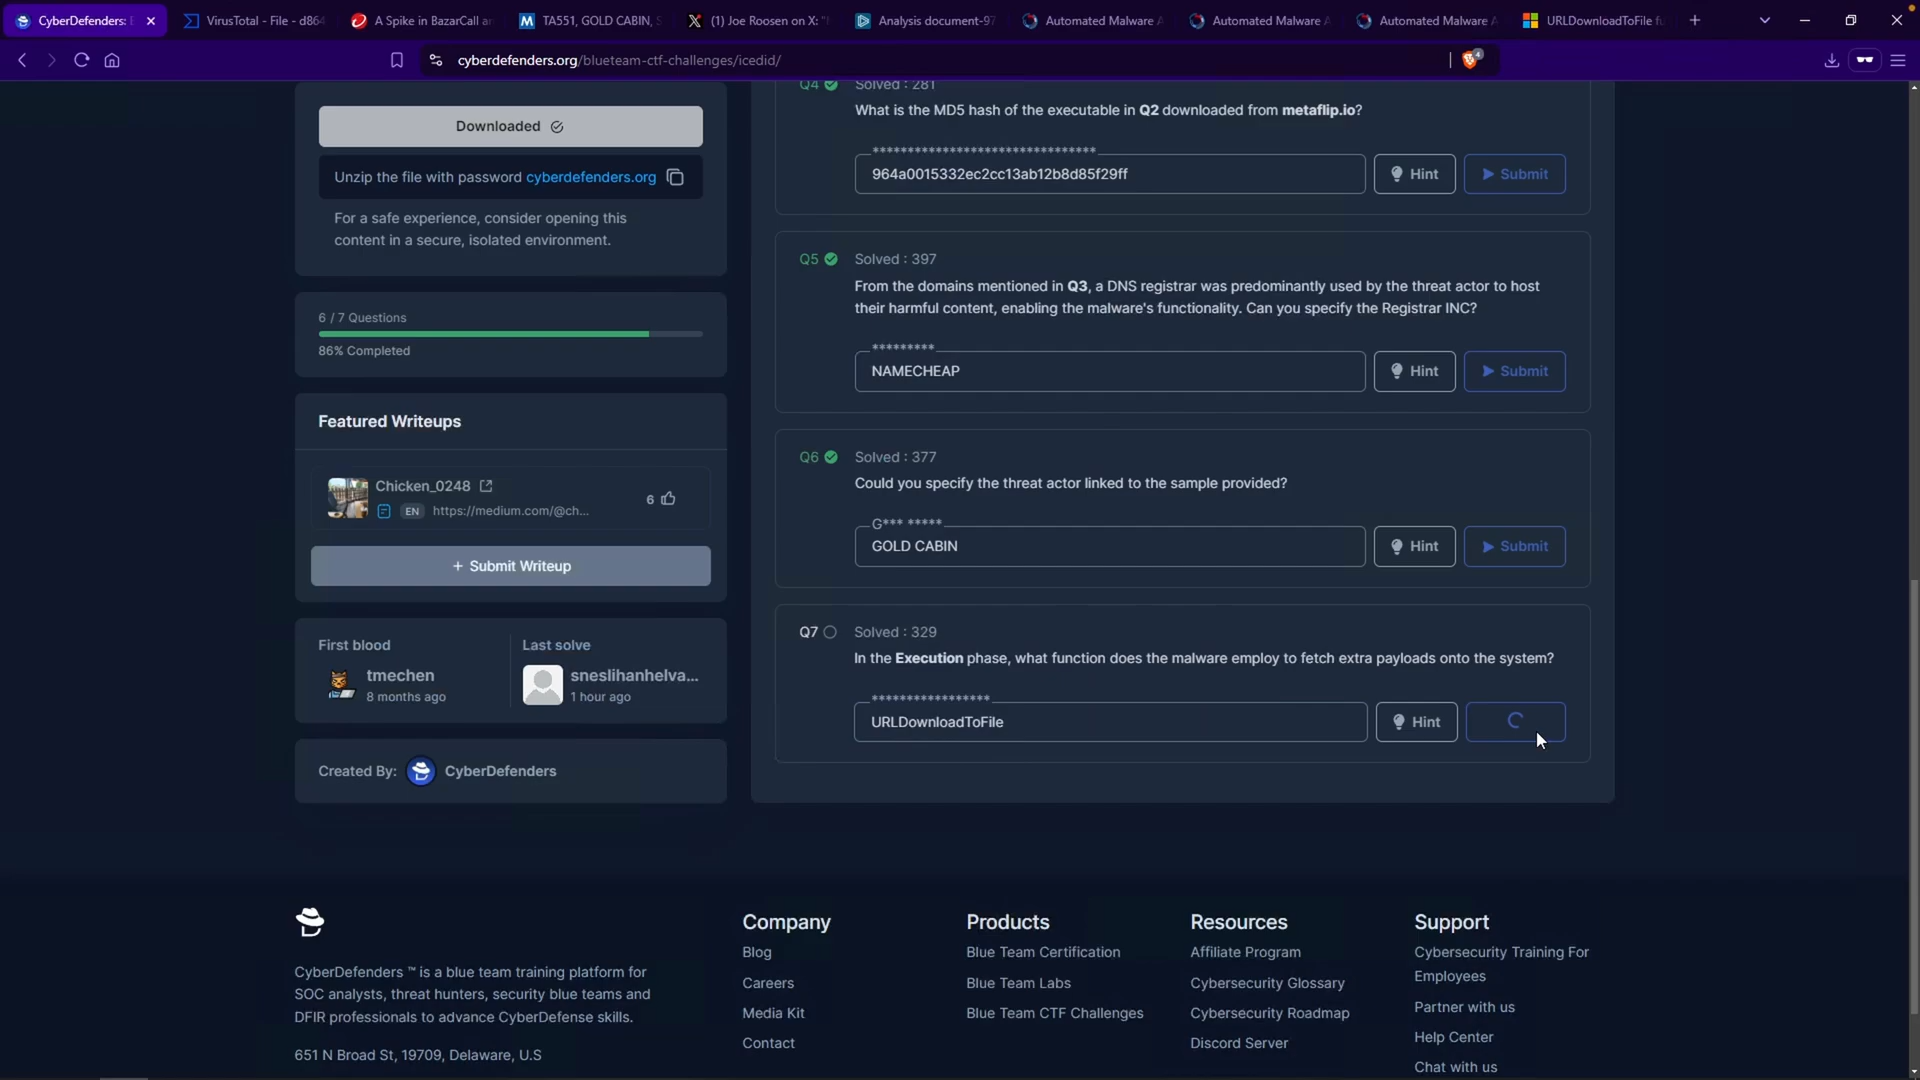 CyberDefenders: B
VirusTotal - File - d864
A Spike in BazarCall an
TA551, GOLD CABIN, S
(1) Joe Roosen on X: "
Analysis document-97
Automated Malware A
Automated Malware A
Automated Malware A
URLDownloadToFile fu
cyberdefenders.org/blueteam-ctf-challenges/icedid/
4
Downloaded
Unzip the file with password cyberdefenders.org
For a safe experience, consider opening this
content in a secure, isolated environment.
6 / 7 Questions
86% Completed
Featured Writeups
Chicken_0248
EN https://medium.com/@ch...
6
+ Submit Writeup
First blood
tmechen
8 months ago
Last solve
sneslihanhelva...
1 hour ago
Created By: CyberDefenders
Q4 Solved : 281
What is the MD5 hash of the executable in Q2 downloaded from metaflip.io?
********************************
964a0015332ec2cc13ab12b8d85f29ff
Hint
Submit
Q5 Solved : 397
From the domains mentioned in Q3, a DNS registrar was predominantly used by the threat actor to host
their harmful content, enabling the malware's functionality. Can you specify the Registrar INC?
*********
NAMECHEAP
Hint
Submit
Q6 Solved : 377
Could you specify the threat actor linked to the sample provided?
G*** *****
GOLD CABIN
Hint
Submit
Q7 Solved : 329
In the Execution phase, what function does the malware employ to fetch extra payloads onto the system?
*****************
URLDownloadToFile
Hint
CyberDefenders ™ is a blue team training platform for
SOC analysts, threat hunters, security blue teams and
DFIR professionals to advance CyberDefense skills.
651 N Broad St, 19709, Delaware, U.S
Company
Blog
Careers
Media Kit
Contact
Products
Blue Team Certification
Blue Team Labs
Blue Team CTF Challenges
Resources
Affiliate Program
Cybersecurity Glossary
Cybersecurity Roadmap
Discord Server
Support
Cybersecurity Training For
Employees
Partner with us
Help Center
Chat with us